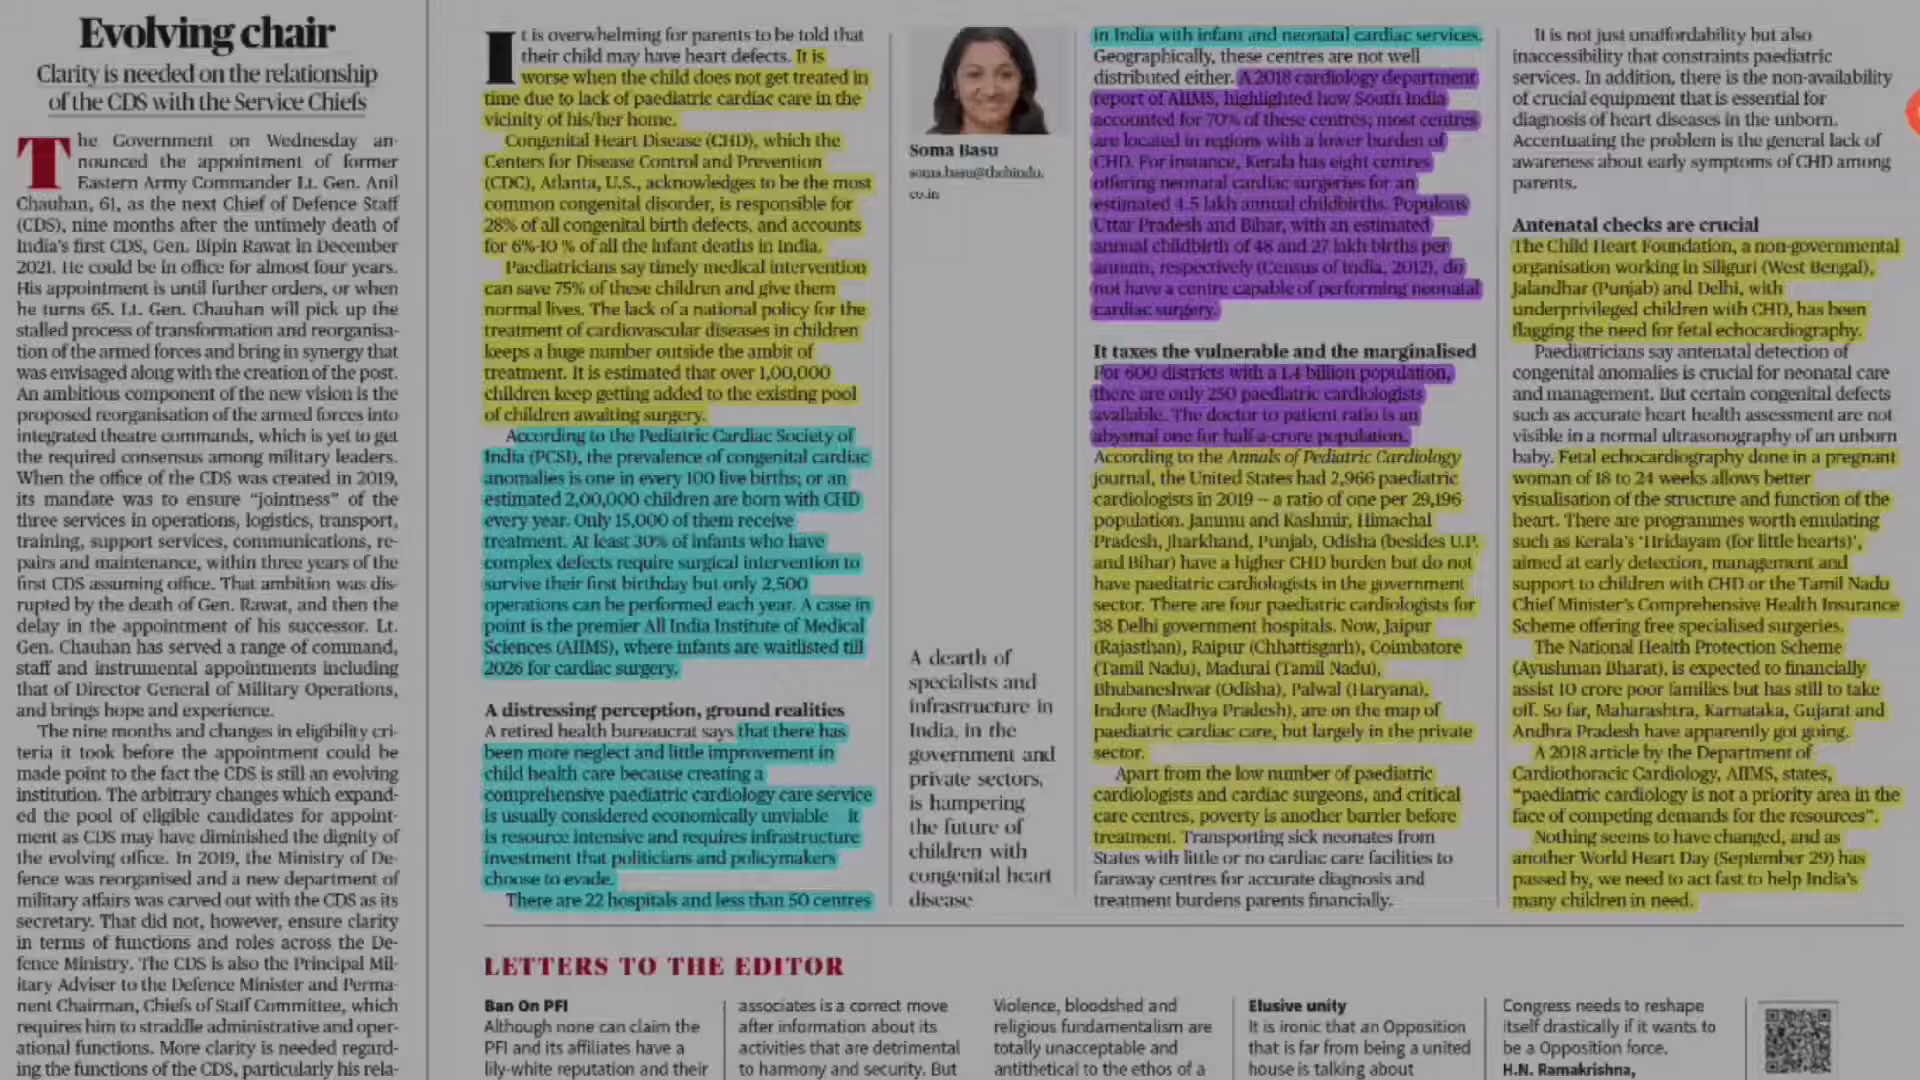 Evolving chair
Clarity is needed on the relationship
of the CDS with the Service Chiefs
The Government on Wednesday an-
nounced the appointment of former
Eastern Army Commander Lt. Gen. Anil
Chauhan, 61, as the next Chief of Defence Staff
(CDS), nine months after the untimely death of
India's first CDS, Gen. Bipin Rawat in December
2021. He could be in office for almost four years.
His appointment is until further orders, or when
he turns 65. Lt. Gen. Chauhan will pick up the
stalled process of transformation and reorganisa-
tion of the armed forces and bring in synergy that
was envisaged along with the creation of the post.
An ambitious component of the new vision is the
proposed reorganisation of the armed forces into
integrated theatre commands, which is yet to get
the required consensus among military leaders.
When the office of the CDS was created in 2019,
its mandate was to ensure "jointness" of the
three services in operations, logistics, transport,
training, support services, communications, re-
pairs and maintenance, within three years of the
first CDS assuming office. That ambition was dis-
rupted by the death of Gen. Rawat, and then the
delay in the appointment of his successor. Lt.
Gen. Chauhan has served a range of command,
staff and instrumental appointments including
that of Director General of Military Operations,
and brings hope and experience.
The nine months and changes in eligibility cri-
teria it took before the appointment could be
made point to the fact the CDS is still an evolving
institution. The arbitrary changes which expand-
ed the pool of eligible candidates for appoint-
ment as CDS may have diminished the dignity of
the evolving office. In 2019, the Ministry of De-
fence was reorganised and a new department of
military affairs was carved out with the CDS as its
secretary. That did not, however, ensure clarity
in terms of functions and roles across the De-
fence Ministry. The CDS is also the Principal Mil-
itary Adviser to the Defence Minister and Perma-
nent Chairman, Chiefs of Staff Committee, which
requires him to straddle administrative and oper-
ational functions. More clarity is needed regard-
ing the functions of the CDS, particularly his rela-
It is overwhelming for parents to be told that
their child may have heart defects. It is
worse when the child does not get treated in
time due to lack of paediatric cardiac care in the
vicinity of his/her home.
Congenital Heart Disease (CHD), which the
Centers for Disease Control and Prevention
(CDC), Atlanta, U.S., acknowledges to be the most
common congenital disorder, is responsible for
28% of all congenital birth defects, and accounts
for 6%-10 % of all the infant deaths in India.
Paediatricians say timely medical intervention
can save 75% of these children and give them
normal lives. The lack of a national policy for the
treatment of cardiovascular diseases in children
keeps a huge number outside the ambit of
treatment. It is estimated that over 1,00,000
children keep getting added to the existing pool
of children awaiting surgery.
According to the Pediatric Cardiac Society of
India (PCSI), the prevalence of congenital cardiac
anomalies is one in every 100 live births; or an
estimated 2,00,000 children are born with CHD
every year. Only 15,000 of them receive
treatment. At least 30% of infants who have
complex defects require surgical intervention to
survive their first birthday but only 2,500
operations can be performed each year. A case in
point is the premier All India Institute of Medical
Sciences (AIIMS), where infants are waitlisted till
2026 for cardiac surgery.
A distressing perception, ground realities
A retired health bureaucrat says that there has
been more neglect and little improvement in
child health care because creating a
comprehensive paediatric cardiology care service
is usually considered economically unviable it
is resource intensive and requires infrastructure
investment that politicians and policymakers
choose to evade.
There are 22 hospitals and less than 50 centres
Soma Basu
soma.basu@thehindu.
co.in
A dearth of
specialists and
infrastructure in
India, in the
government and
private sectors,
is hampering
the future of
children with
congenital heart
disease
in India with infant and neonatal cardiac services.
Geographically, these centres are not well
distributed either. A 2018 cardiology department
report of AIIMS, highlighted how South India
accounted for 70% of these centres; most centres
are located in regions with a lower burden of
CHD. For instance, Kerala has eight centres
offering neonatal cardiac surgeries for an
estimated 4.5 lakh annual childbirths. Populous
Uttar Pradesh and Bihar, with an estimated
annual childbirth of 48 and 27 lakh births per
annum, respectively (Census of India, 2012), do
not have a centre capable of performing neonatal
cardiac surgery.
It taxes the vulnerable and the marginalised
For 600 districts with a 1.4 billion population,
there are only 250 paediatric cardiologists
available. The doctor to patient ratio is an
abysmal one for half-a-crore population.
According to the Annals of Pediatric Cardiology
journal, the United States had 2,966 paediatric
cardiologists in 2019 – a ratio of one per 29,196
population. Jammu and Kashmir, Himachal
Pradesh, Jharkhand, Punjab, Odisha (besides U.P.
and Bihar) have a higher CHD burden but do not
have paediatric cardiologists in the government
sector. There are four paediatric cardiologists for
38 Delhi government hospitals. Now, Jaipur
(Rajasthan), Raipur (Chhattisgarh), Coimbatore
(Tamil Nadu), Madurai (Tamil Nadu),
Bhubaneshwar (Odisha), Palwal (Haryana),
Indore (Madhya Pradesh), are on the map of
paediatric cardiac care, but largely in the private
sector.
Apart from the low number of paediatric
cardiologists and cardiac surgeons, and critical
care centres, poverty is another barrier before
treatment. Transporting sick neonates from
States with little or no cardiac care facilities to
faraway centres for accurate diagnosis and
treatment burdens parents financially.
It is not just unaffordability but also
inaccessibility that constraints paediatric
services. In addition, there is the non-availability
of crucial equipment that is essential for
diagnosis of heart diseases in the unborn.
Accentuating the problem is the general lack of
awareness about early symptoms of CHD among
parents.
Antenatal checks are crucial
The Child Heart Foundation, a non-governmental
organisation working in Siliguri (West Bengal),
Jalandhar (Punjab) and Delhi, with
underprivileged children with CHD, has been
flagging the need for fetal echocardiography.
Paediatricians say antenatal detection of
congenital anomalies is crucial for neonatal care
and management. But certain congenital defects
such as accurate heart health assessment are not
visible in a normal ultrasonography of an unborn
baby. Fetal echocardiography done in a pregnant
woman of 18 to 24 weeks allows better
visualisation of the structure and function of the
heart. There are programmes worth emulating
such as Kerala's 'Hridayam (for little hearts)',
aimed at early detection, management and
support to children with CHD or the Tamil Nadu
Chief Minister's Comprehensive Health Insurance
Scheme offering free specialised surgeries.
The National Health Protection Scheme
(Ayushman Bharat), is expected to financially
assist 10 crore poor families but has still to take
off. So far, Maharashtra, Karnataka, Gujarat and
Andhra Pradesh have apparently got going.
A 2018 article by the Department of
Cardiothoracic Cardiology, AIIMS, states,
"paediatric cardiology is not a priority area in the
face of competing demands for the resources".
Nothing seems to have changed, and as
another World Heart Day (September 29) has
passed by, we need to act fast to help India's
many children in need.
LETTERS TO THE EDITOR
Ban On PFI
Although none can claim the
PFI and its affiliates have a
lily-white reputation and their
associates is a correct move
after information about its
activities that are detrimental
to harmony and security. But
Violence, bloodshed and
religious fundamentalism are
totally unacceptable and
antithetical to the ethos of a
Elusive unity
It is ironic that an Opposition
that is far from being a united
house is talking about
Congress needs to reshape
itself drastically if it wants to
be a Opposition force.
H.N. Ramakrishna,